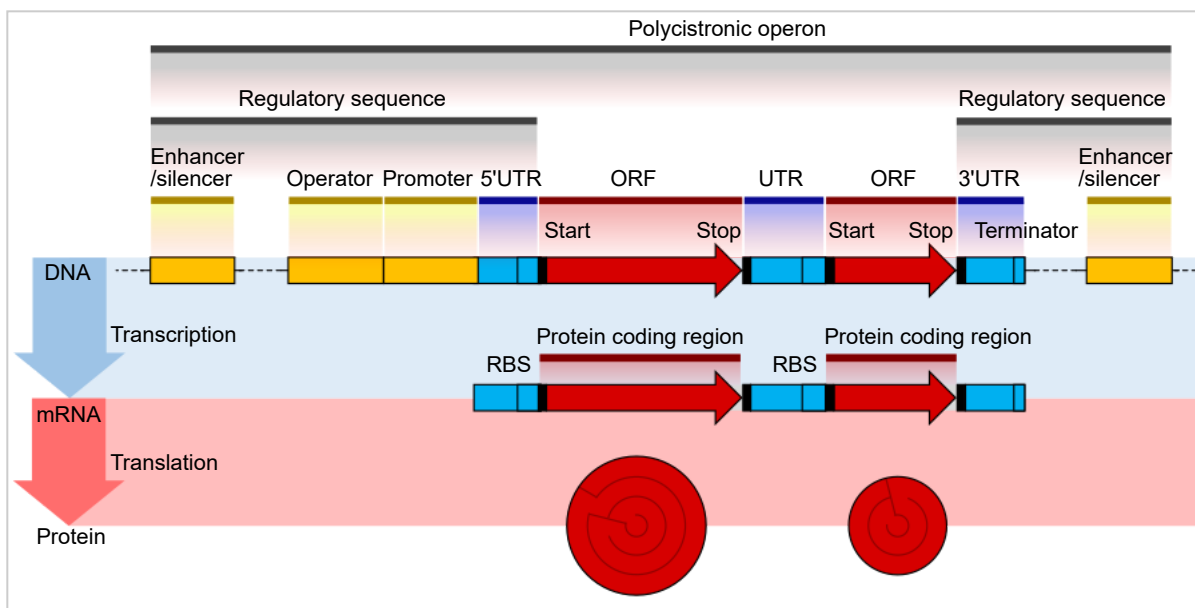 Polycistronic operon
Regulatory sequence Regulatory sequence
Enhancer Enhancer
/silencer Operator Promoter 5'UTR ORF UTR ORF 3'UTR /silencer
Start Stop Start Stop Terminator
DNA
Transcription Protein coding region Protein coding region
RBS RBS
mRNA
Translation
Protein